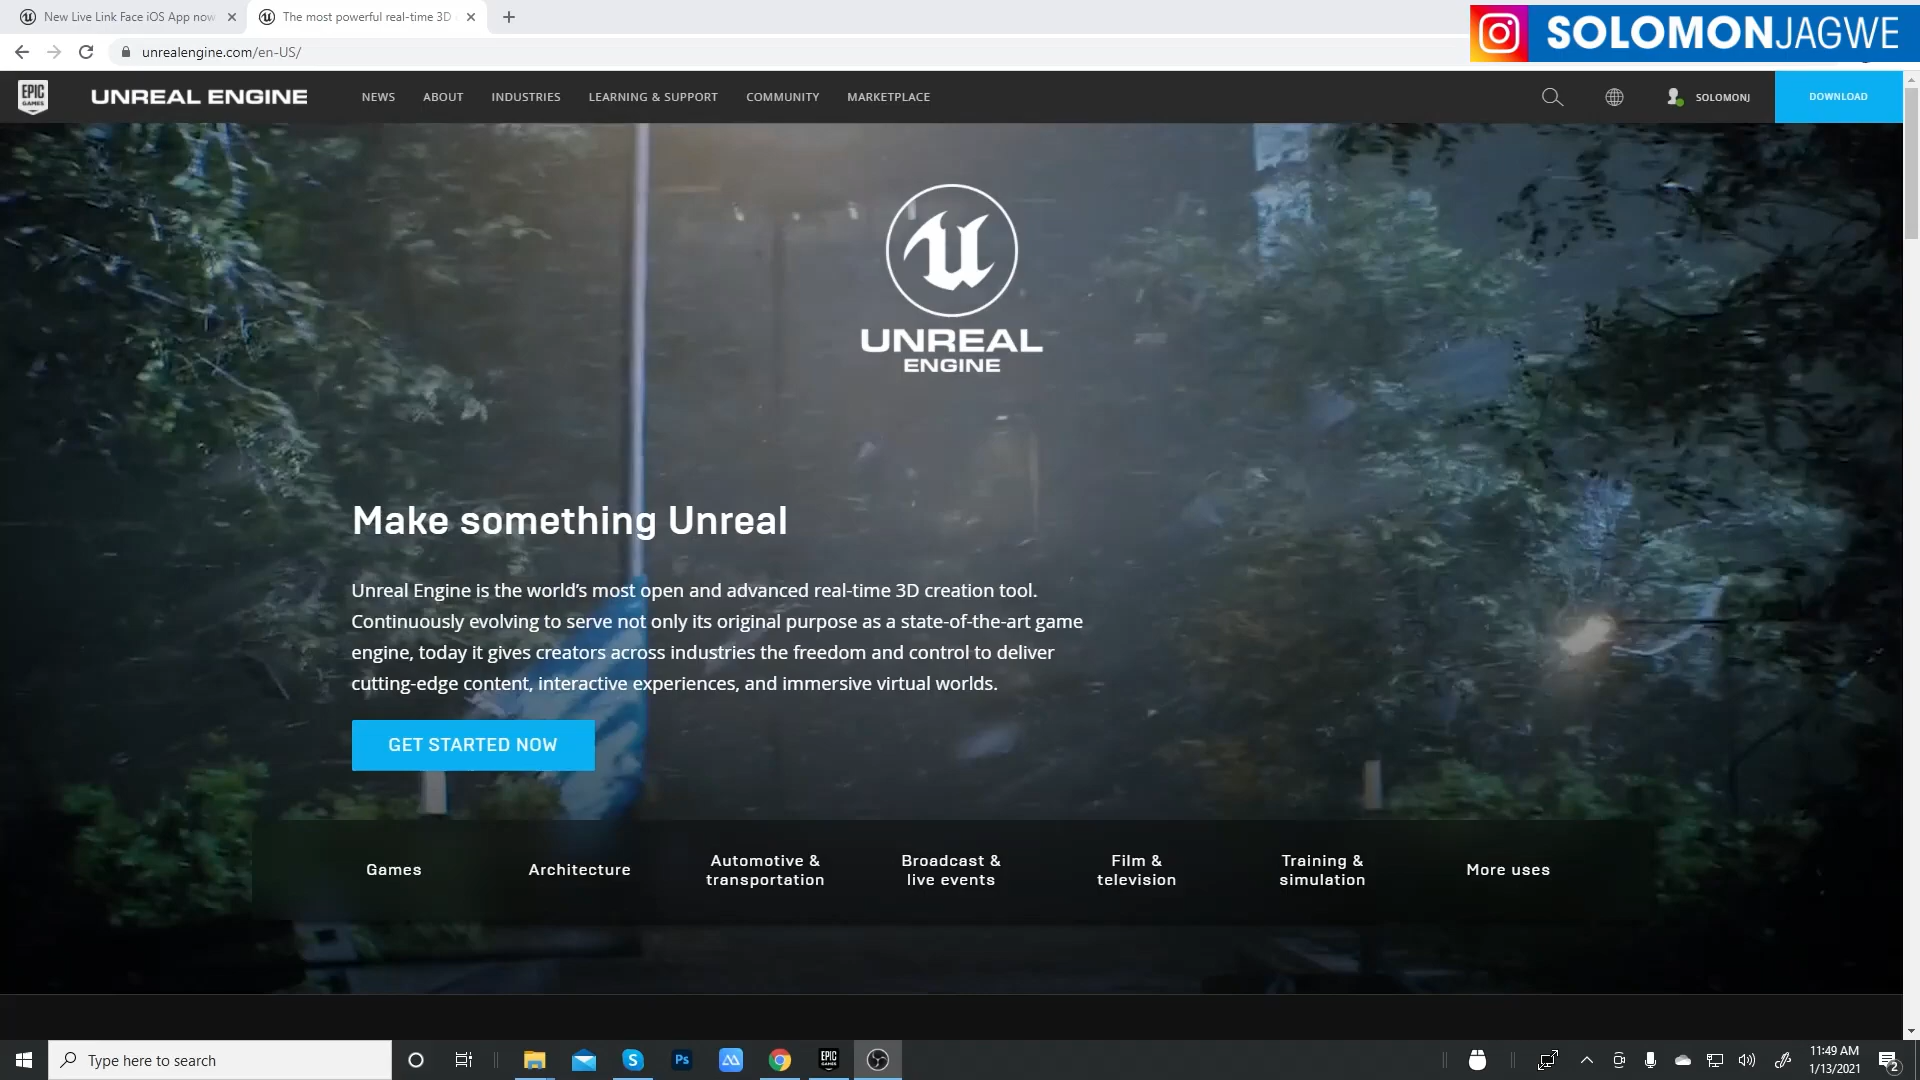 New Live Link Face iOS App now
The most powerful real-time 3D
unrealengine.com/en-US/
SOLOMONJAGWE
EPIC GAMES
UNREAL ENGINE
NEWS
ABOUT
INDUSTRIES
LEARNING & SUPPORT
COMMUNITY
MARKETPLACE
SOLOMONJ
DOWNLOAD
UNREAL
ENGINE
Make something Unreal
Unreal Engine is the world’s most open and advanced real-time 3D creation tool.
Continuously evolving to serve not only its original purpose as a state-of-the-art game
engine, today it gives creators across industries the freedom and control to deliver
cutting-edge content, interactive experiences, and immersive virtual worlds.
GET STARTED NOW
Games
Architecture
Automotive &
transportation
Broadcast &
live events
Film &
television
Training &
simulation
More uses
Type here to search
S
Ps
EPIC GAMES
11:49 AM
1/13/2021
2